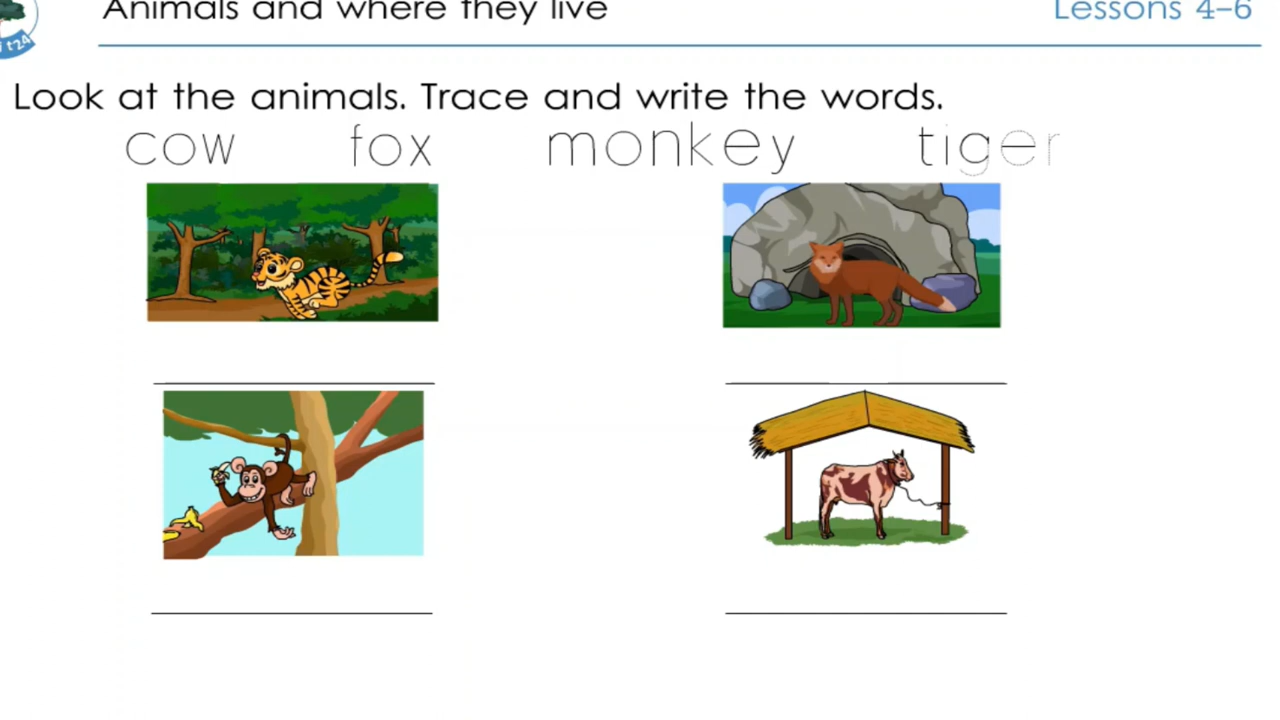 Animals and where they live Lessons 4–6
Look at the animals. Trace and write the words.
cow fox monkey tiger